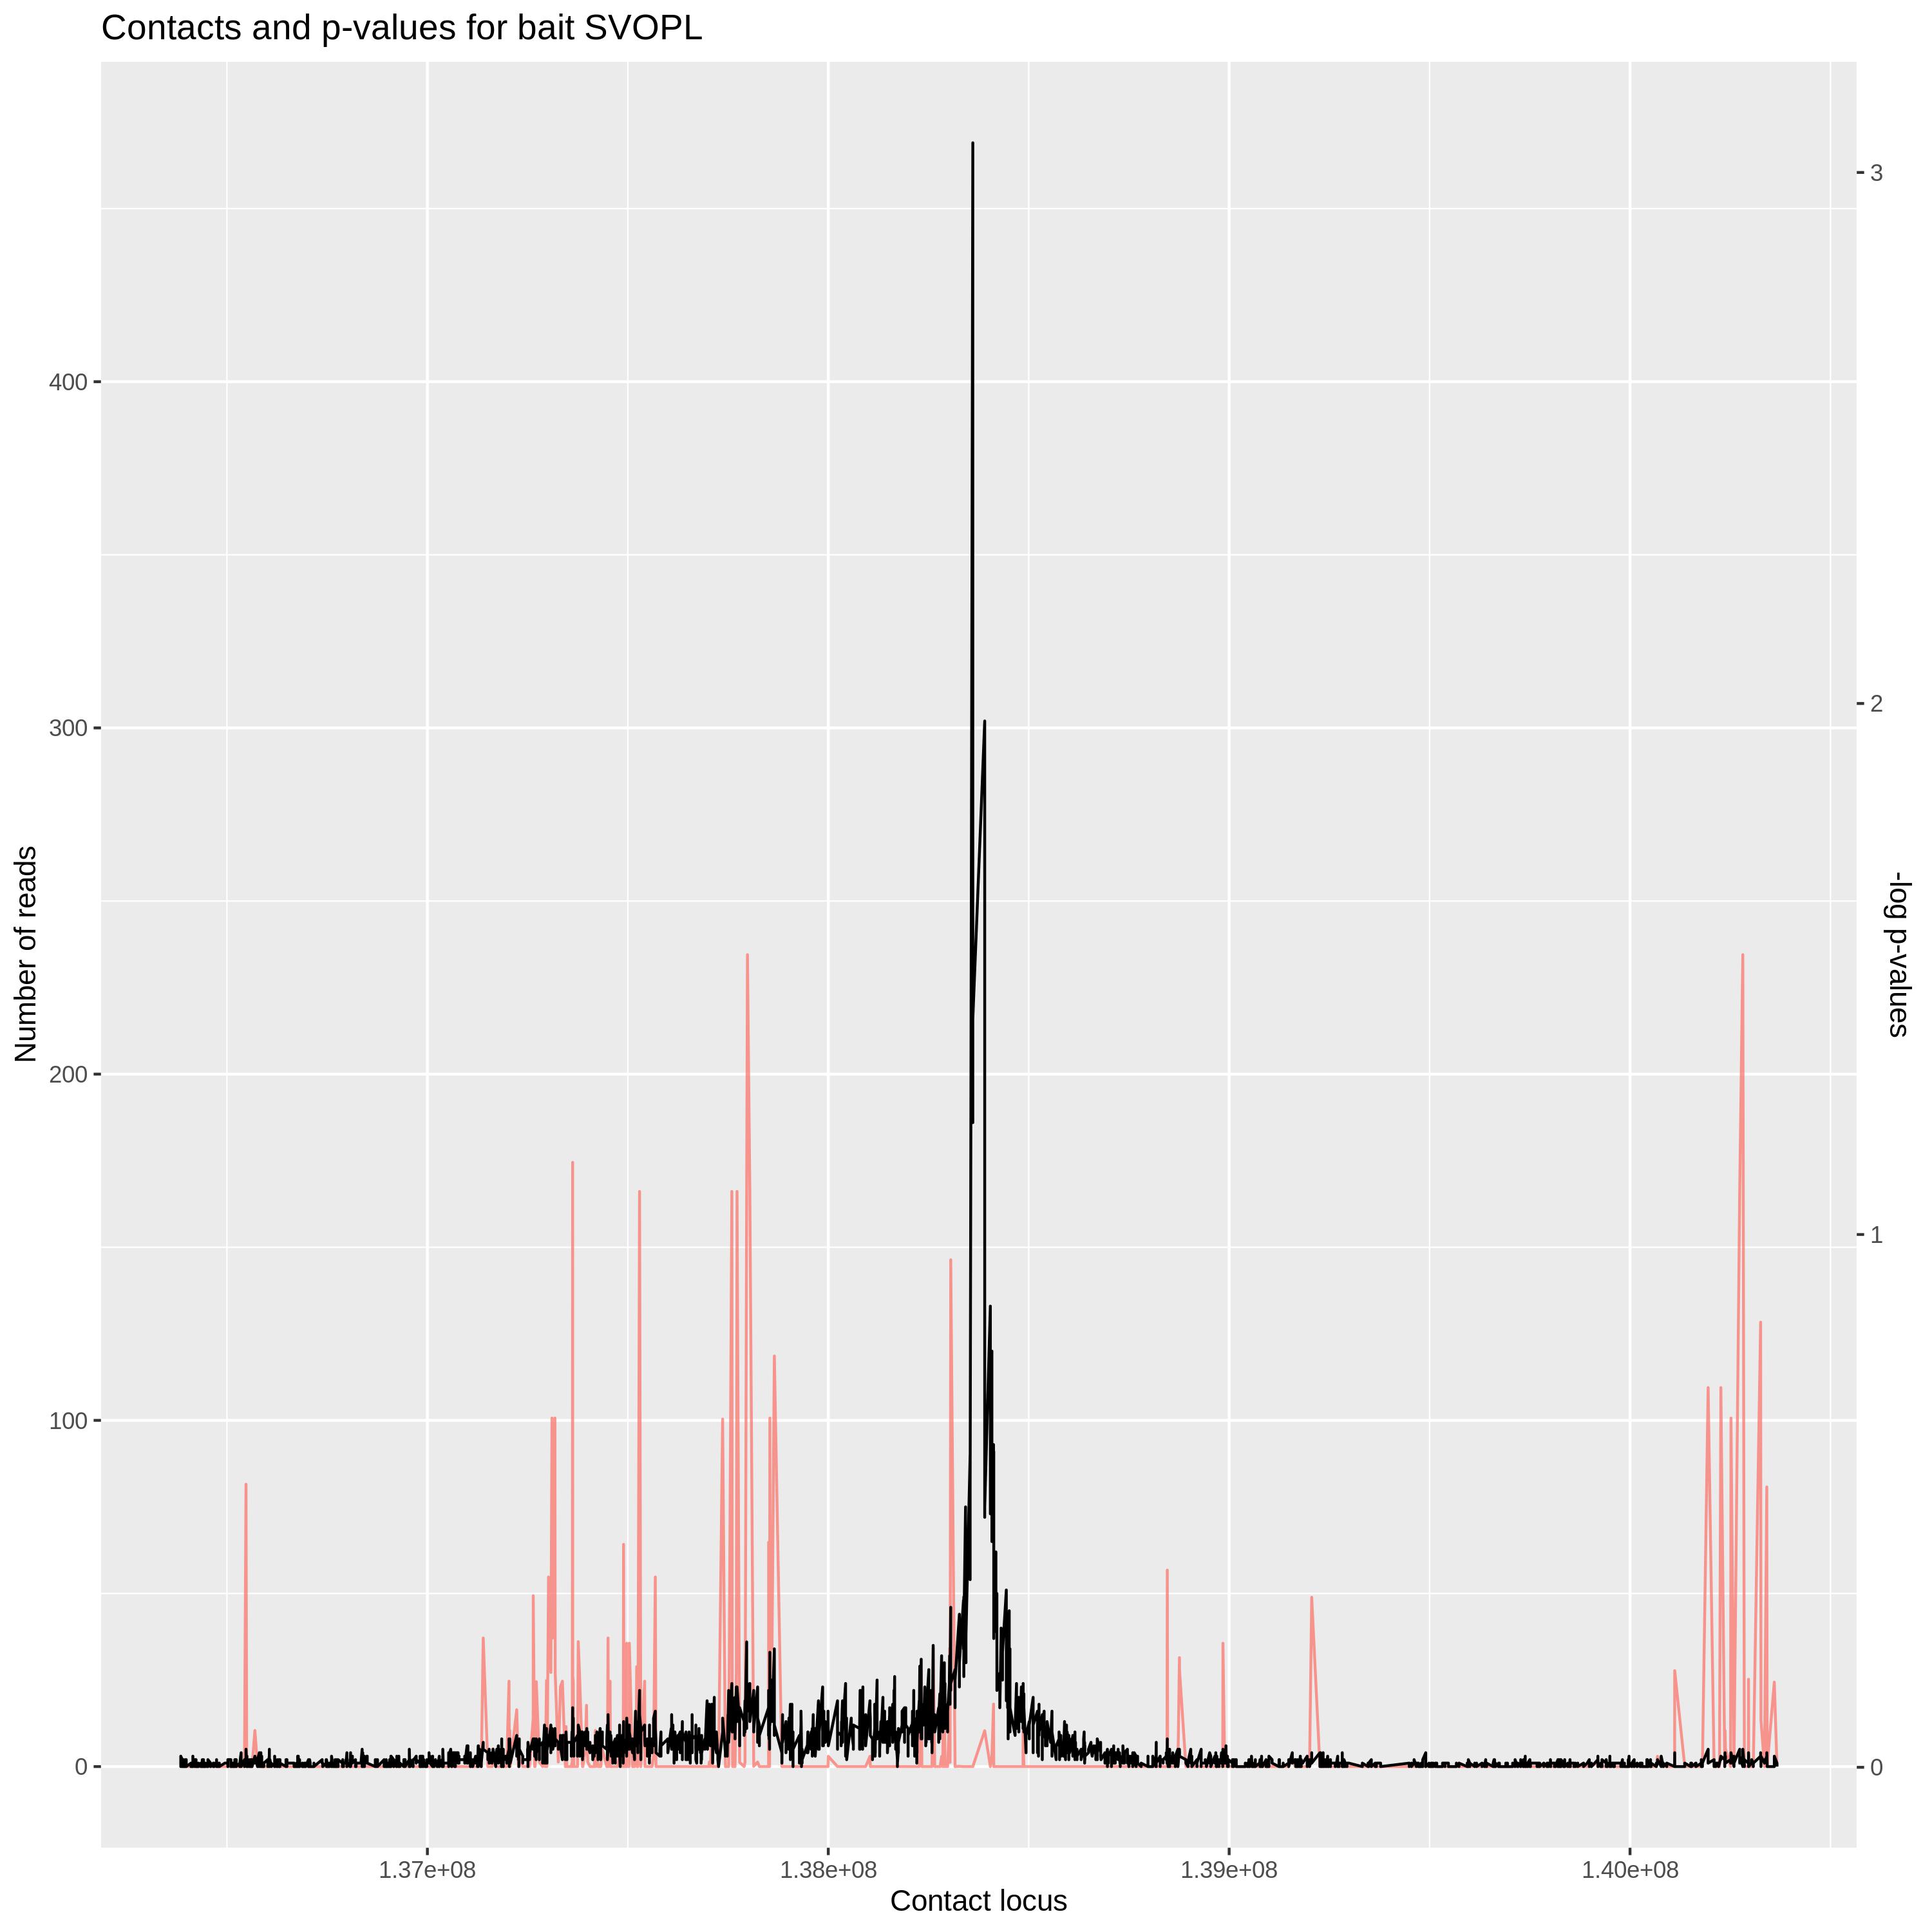 Contacts and p-values for bait SVOPL
Number of reads
400
300
200
100
0
3
2
1
0
-log p-values
1.37e+08
1.38e+08
1.39e+08
1.40e+08
Contact locus